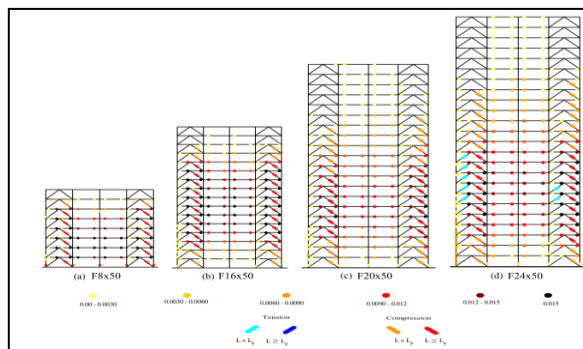 (a) F8x50
(b) F16x50
(c) F20x50
(d) F24x50
0.00 - 0.0030
0.0030 - 0.0060
0.0060 - 0.0090
0.0090 - 0.012
0.012 - 0.015
0.015
Tension
Compression
L < Lp
L ≥ Lp
L < Lp
L ≥ Lp